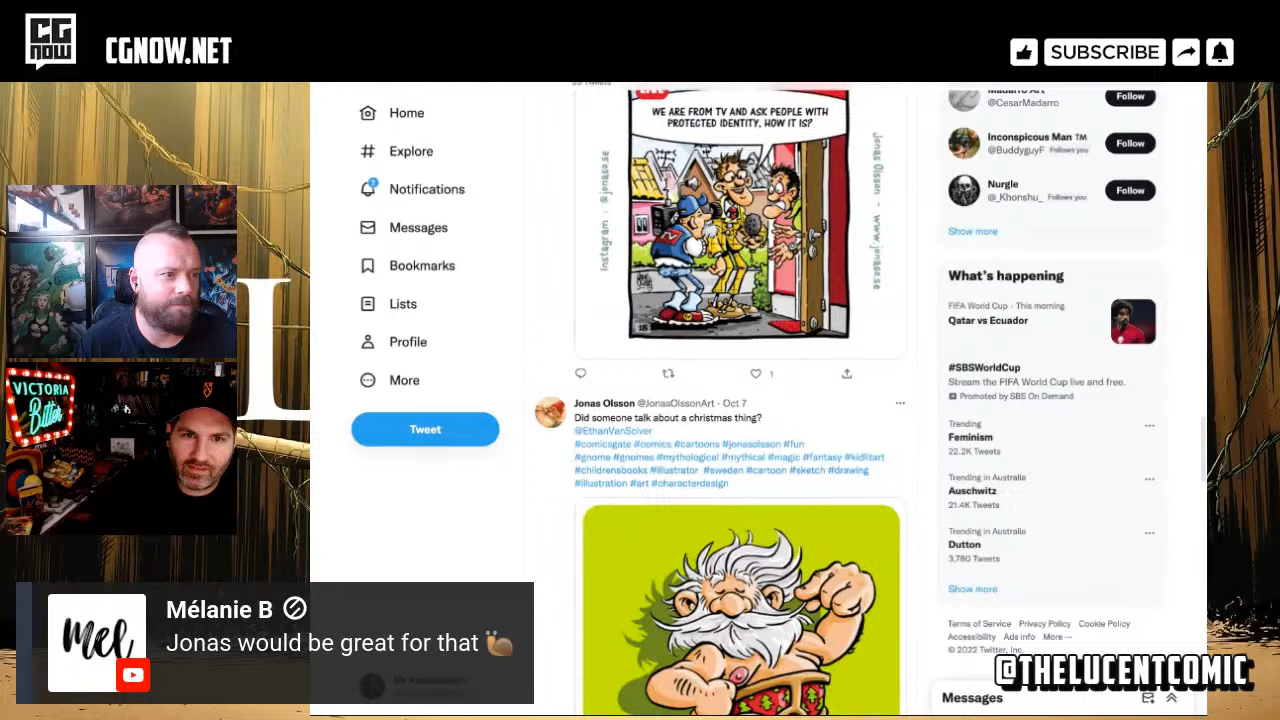 CG
NOW
CGNOW.NET
SUBSCRIBE
Home
Explore
Notifications
Messages
Bookmarks
Lists
Profile
More
Tweet
LIVE
WE ARE FROM TV AND ASK PEOPLE WITH
PROTECTED IDENTITY, HOW IT IS?
Instagram : @jonaso.se
Jonas Olsson - www.jonaso.se
TV
1
Jonas Olsson @JonasOlssonArt · Oct 7
Did someone talk about a christmas thing?
@EthanVanSciver
#comicsgate #comics #cartoons #jonasolsson #fun
#gnome #gnomes #mythological #mythical #magic #fantasy #kidlitart
#childrensbooks #illustrator #sweden #cartoon #sketch #drawing
#illustration #art #characterdesign
Madarro Art
@CesarMadarro
Follow
Inconspicous Man ™
@BuddyguyF Follows you
Follow
Nurgle
@_Khonshu_ Follows you
Follow
Show more
What's happening
FIFA World Cup · This morning
Qatar vs Ecuador
#SBSWorldCup
Stream the FIFA World Cup live and free.
Promoted by SBS On Demand
Trending
Feminism
22.2K Tweets
Trending in Australia
Auschwitz
21.4K Tweets
Trending in Australia
Dutton
3,780 Tweets
Show more
Terms of Service Privacy Policy Cookie Policy
Accessibility Ads info More ···
© 2022 Twitter, Inc.
@THELUCENTCOMIC
Messages
VICTORIA
Bitter
Mel
Mélanie B
Jonas would be great for that 🐌